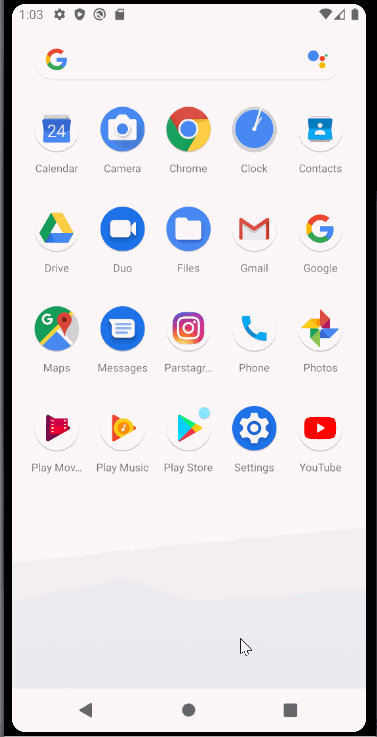 1:03
24
Calendar Camera Chrome Clock Contacts
Drive Duo Files Gmail Google
Maps Messages Parstagr... Phone Photos
Play Mov... Play Music Play Store Settings YouTube